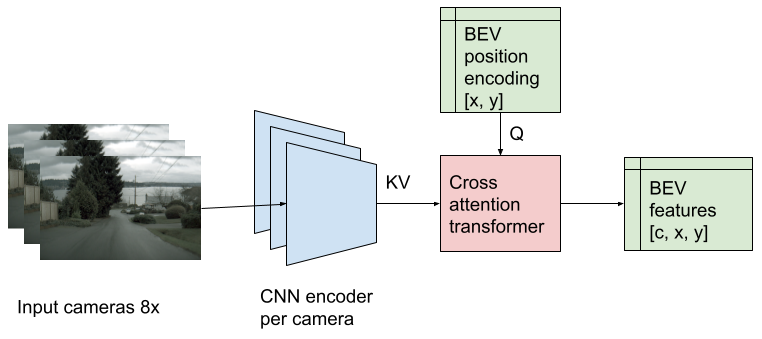 BEV
position
encoding
[x, y]
Q
KV
Cross
attention
transformer
BEV
features
[c, x, y]
Input cameras 8x
CNN encoder
per camera